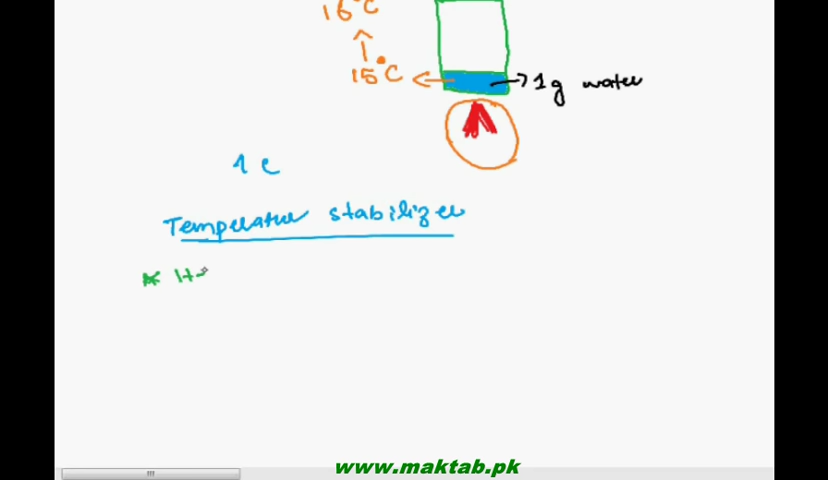 16°C
15°C
1g water
1 c
Temperature stabilizer
* H-
www.maktab.pk